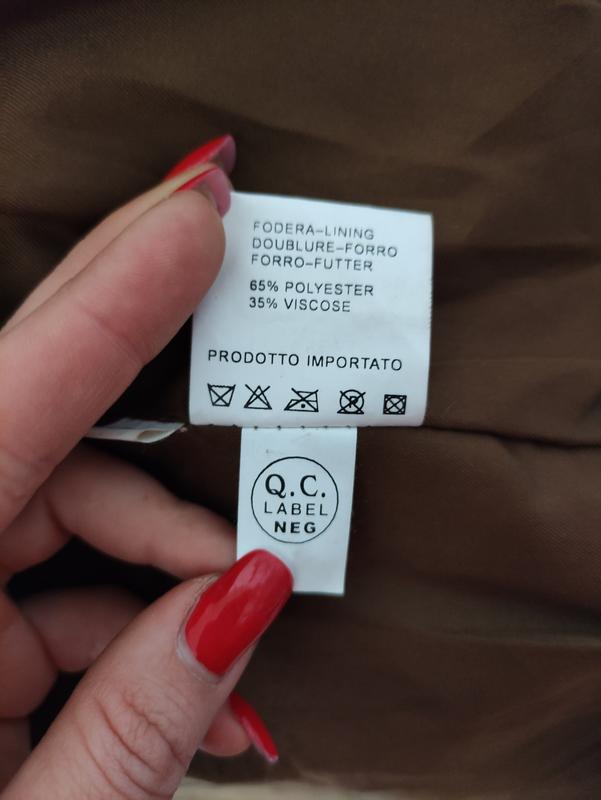 FODERA-LINING
DOUBLURE-FORRO
FORRO-FUTTER
65% POLYESTER
35% VISCOSE
PRODOTTO IMPORTATO
P
Q.C.
LABEL
NEG